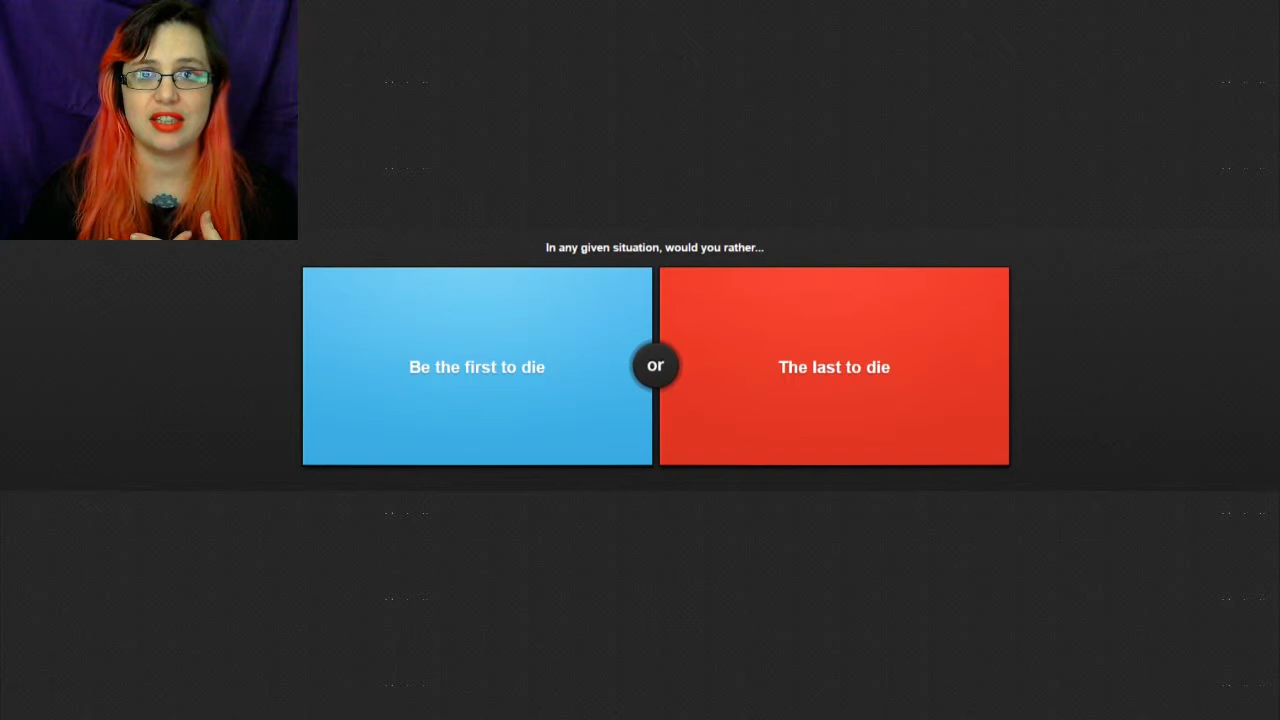 In any given situation, would you rather...
Be the first to die
or
The last to die